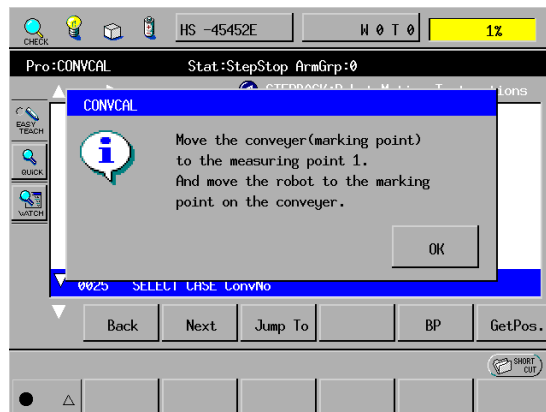 CHECK
HS -45452E
W 0 T 0
1%
Pro:CONVCAL
Stat:StepStop ArmGrp:0
EASY
TEACH
QUICK
WATCH
CONVCAL
Move the conveyer(marking point)
to the measuring point 1.
And move the robot to the marking
point on the conveyer.
OK
0025 SELECT CASE ConvNo
Back
Next
Jump To
BP
GetPos.
SHORT
CUT